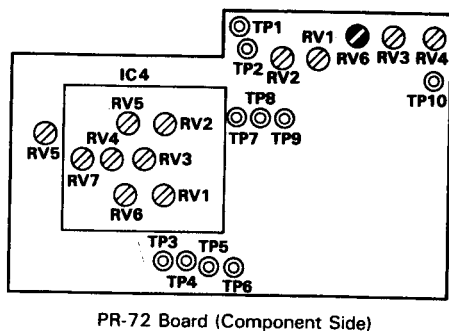 TP1
TP2
RV1
RV2
RV6
RV3
RV4
TP10
IC4
RV5
RV2
RV5
RV4
RV3
RV7
RV6
RV1
TP8
TP7
TP9
TP3
TP5
TP4
TP6
PR-72 Board (Component Side)